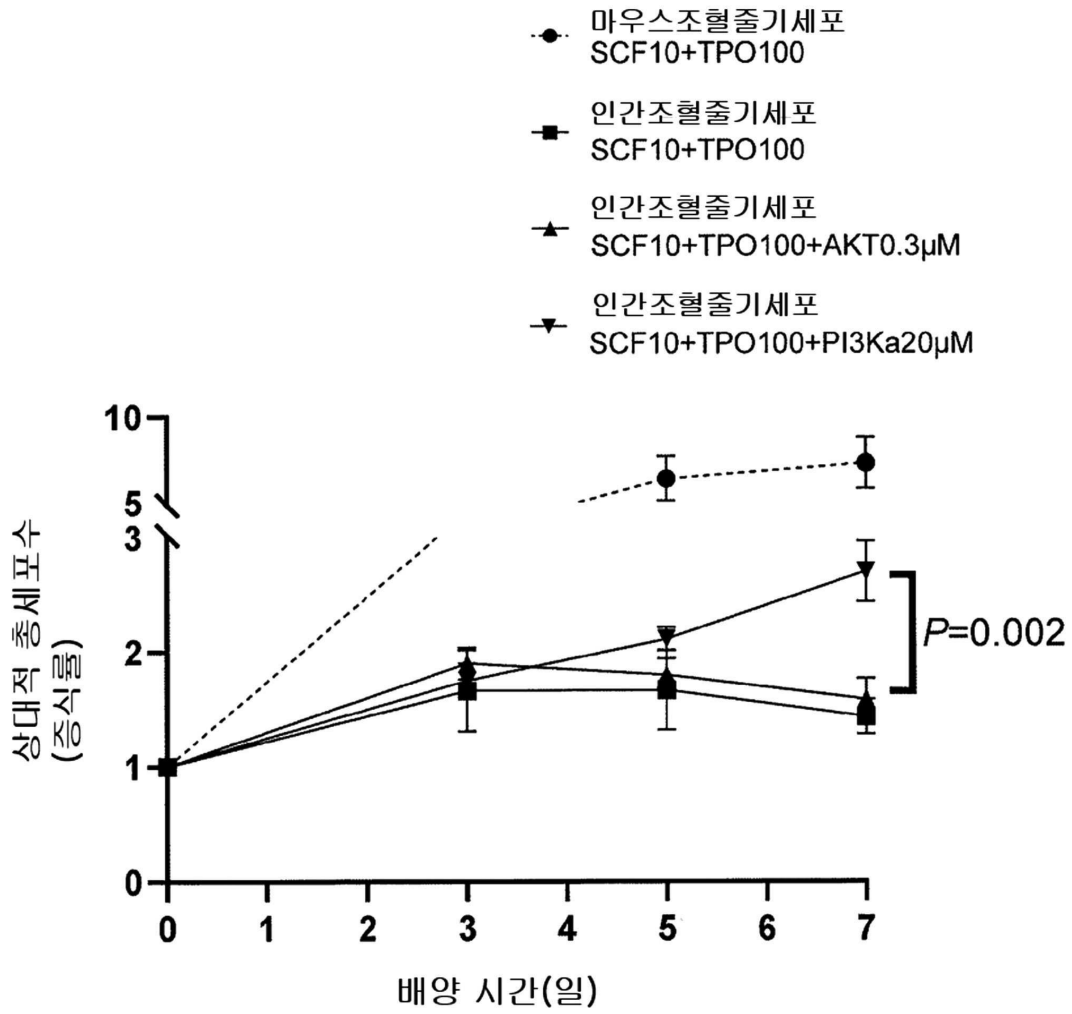 마우스조혈줄기세포
SCF10+TPO100
인간조혈줄기세포
SCF10+TPO100
인간조혈줄기세포
SCF10+TPO100+AKT0.3μM
인간조혈줄기세포
SCF10+TPO100+PI3Ka20μM
10
5
3
2
1
0
상대적 총세포수
(증식률)
P=0.002
0 1 2 3 4 5 6 7
배양 시간(일)